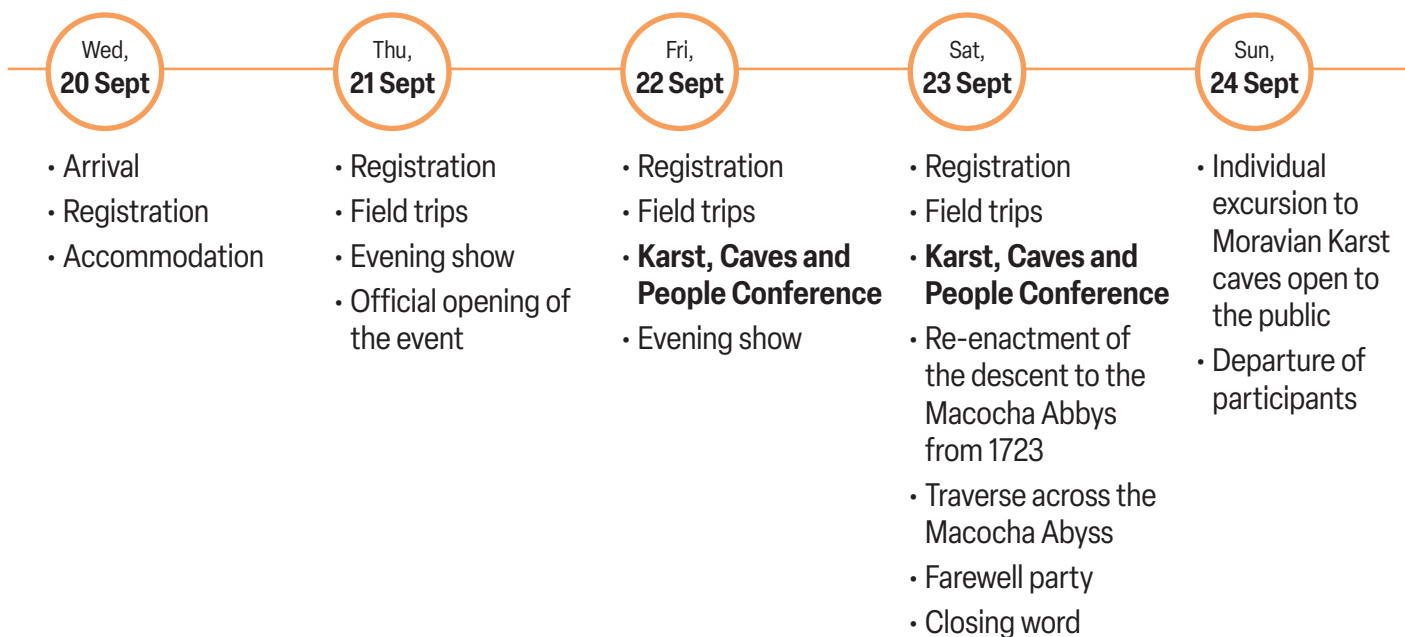 Wed,
20 Sept
• Arrival
• Registration
• Accommodation
Thu,
21 Sept
• Registration
• Field trips
• Evening show
• Official opening of
the event
Fri,
22 Sept
• Registration
• Field trips
• Karst, Caves and
People Conference
• Evening show
Sat,
23 Sept
• Registration
• Field trips
• Karst, Caves and
People Conference
• Re-enactment of
the descent to the
Macocha Abbys
from 1723
• Traverse across the
Macocha Abyss
• Farewell party
• Closing word
Sun,
24 Sept
• Individual
excursion to
Moravian Karst
caves open to
the public
• Departure of
participants